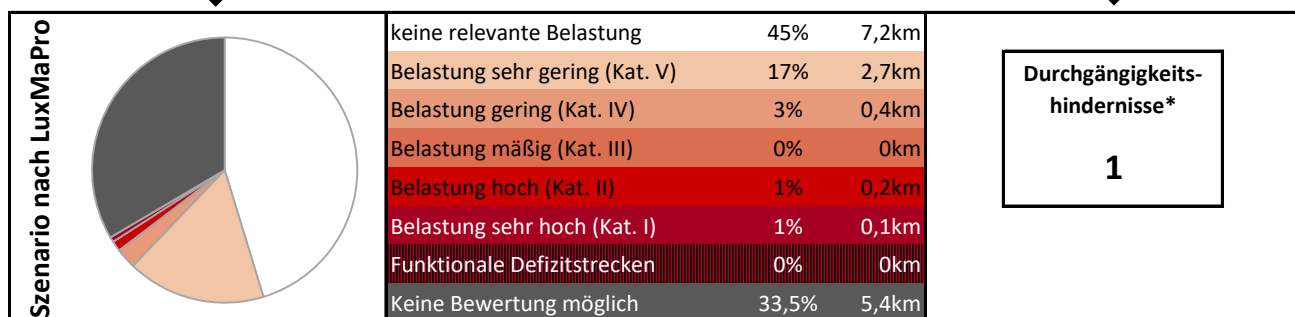 Szenario nach LuxMaPro
keine relevante Belastung 45% 7,2km
Belastung sehr gering (Kat. V) 17% 2,7km
Belastung gering (Kat. IV) 3% 0,4km
Belastung mäßig (Kat. III) 0% 0km
Belastung hoch (Kat. II) 1% 0,2km
Belastung sehr hoch (Kat. I) 1% 0,1km
Funktionale Defizitstrecken 0% 0km
Keine Bewertung möglich 33,5% 5,4km
Durchgängigkeits-
hindernisse*
1